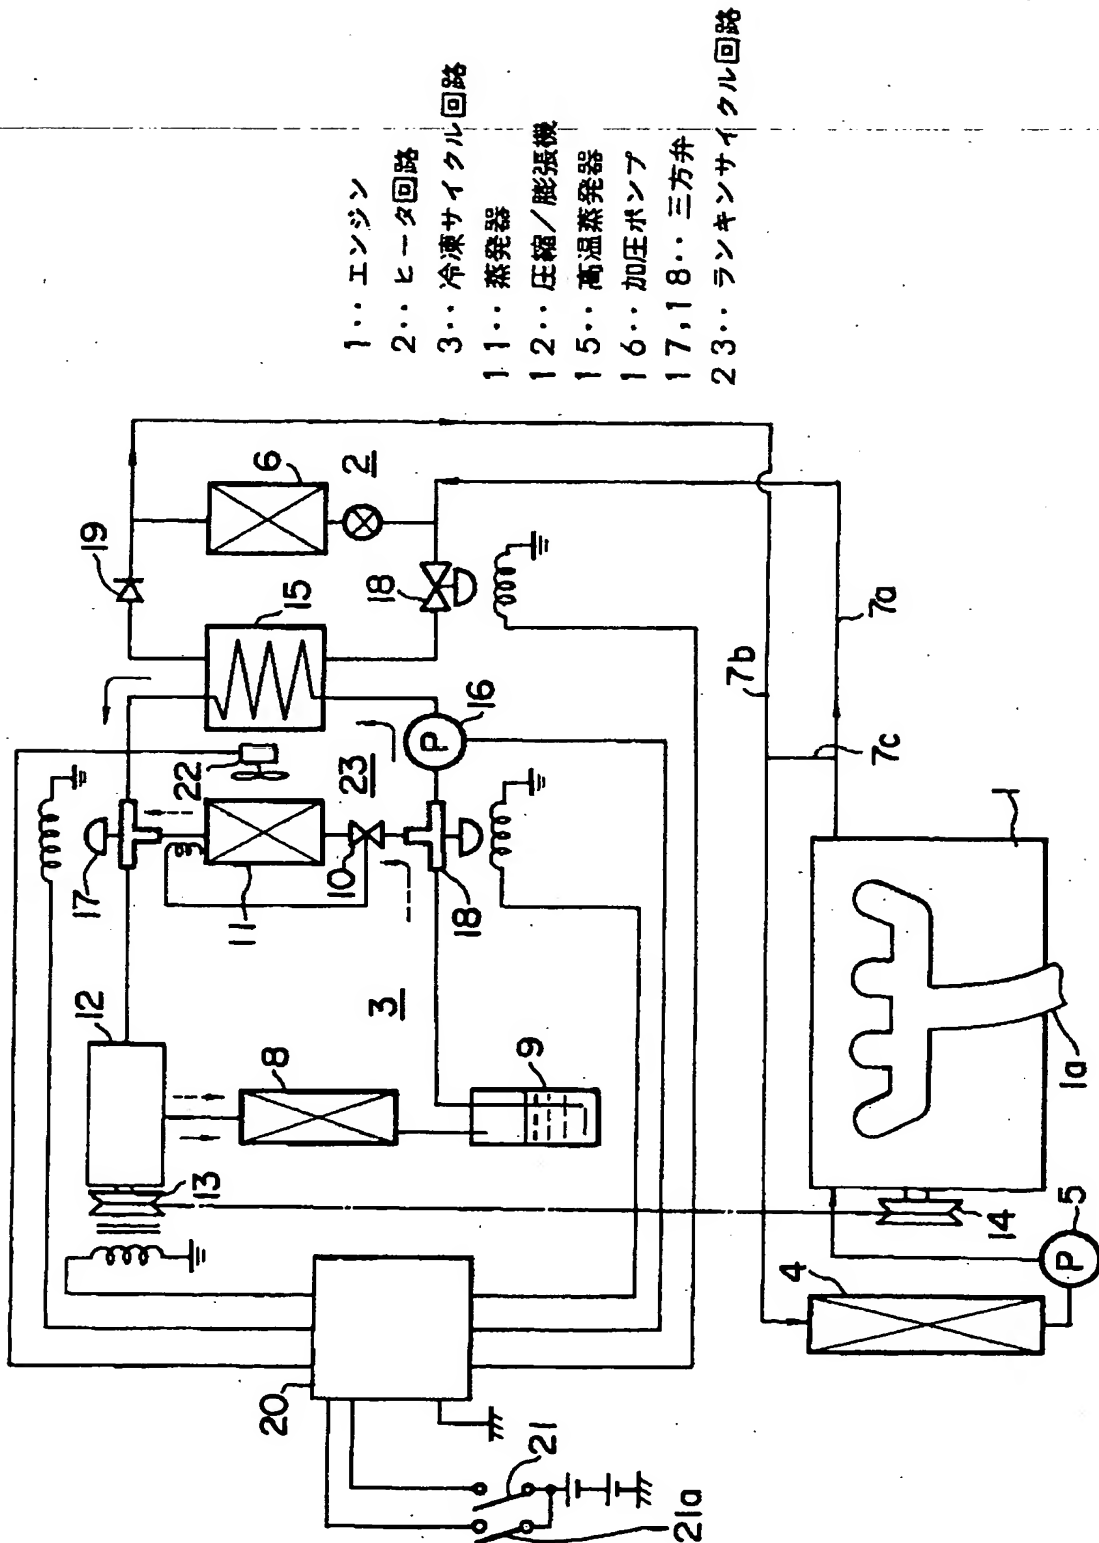 1‥エンジン
2‥ヒータ回路
3‥冷凍サイクル回路
11‥蒸発器
12‥圧縮／膨張機
15‥高温蒸発器
16‥加圧ポンプ
17,18‥三方弁
23‥ランキンサイクル回路
19
6
2
15
18
7a
7b
7c
16
P
22
23
17
11
10
18
12
3
8
9
13
1a
14
5
P
4
20
21
21a